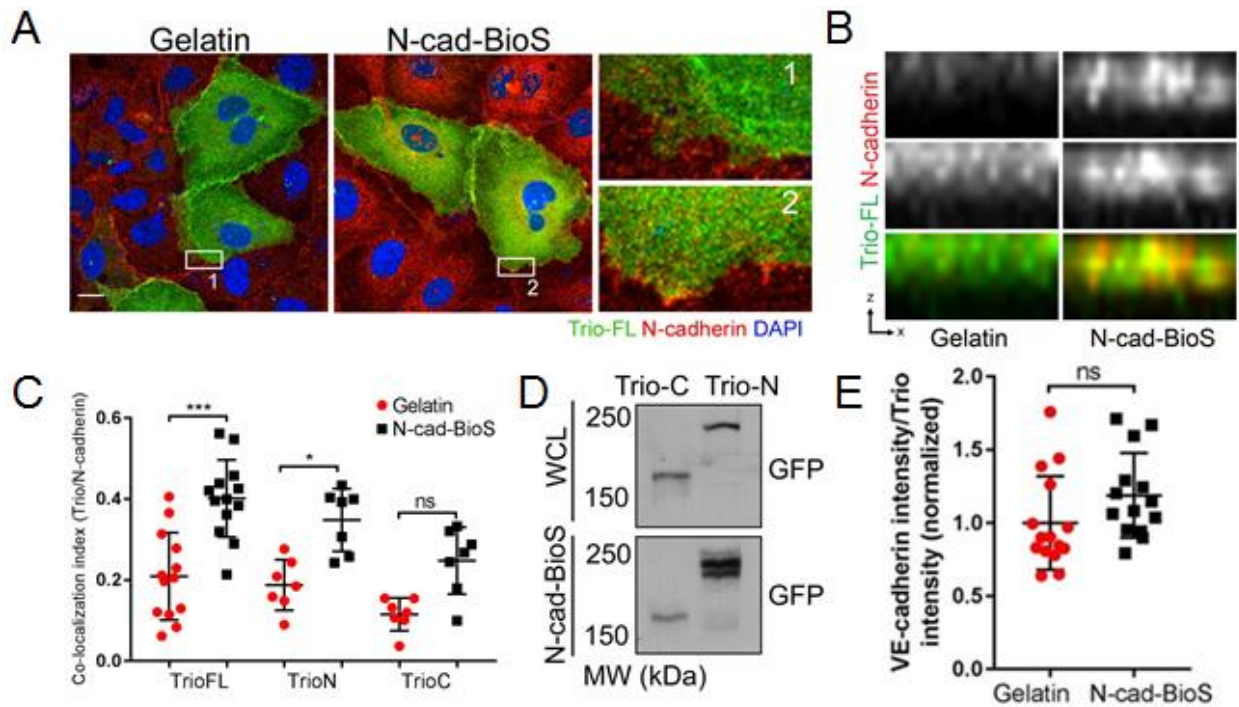 A
Gelatin
N-cad-BioS
1
2
1
2
Trio-FL N-cadherin DAPI
B
Trio-FL N-cadherin
z
x
Gelatin
N-cad-BioS
C
Co-localization index (Trio/N-cadherin)
0.6
0.4
0.2
0.0
***
*
ns
Gelatin
N-cad-BioS
TrioFL
TrioN
TrioC
D
Trio-C Trio-N
WCL
250
150
GFP
N-cad-BioS
250
150
GFP
MW (kDa)
E
VE-cadherin intensity/Trio
intensity (normalized)
2.0
1.5
1.0
0.5
0.0
ns
Gelatin
N-cad-BioS